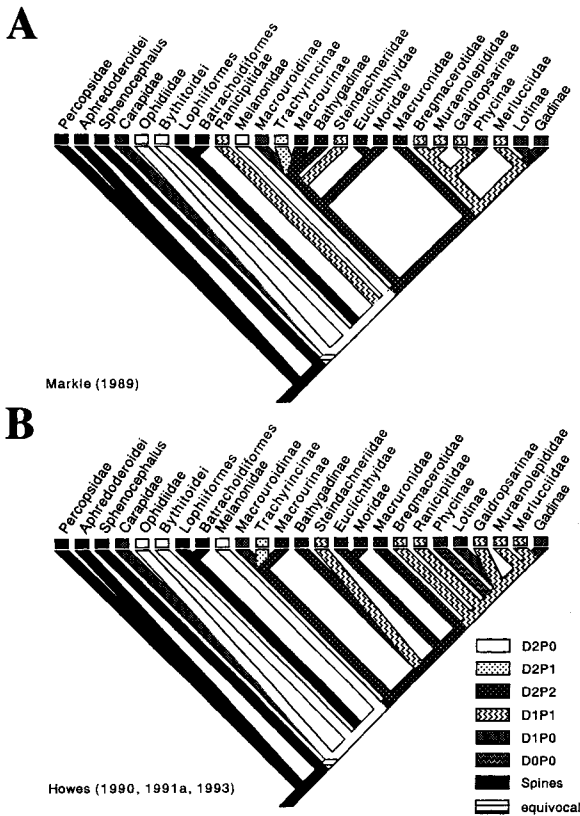 A
Percopsidae
Aphredoderoidei
Sphenocephalus
Carapidae
Ophidiidae
Bythitoidei
Lophiiformes
Batrachoidiformes
Ranicipitidae
Melanonidae
Macrouroidinae
Trachyrincinae
Macrourinae
Bathygadinae
Steindachneriidae
Euclichthyidae
Moridae
Macruronidae
Bregmacerotidae
Muraenolepididae
Gaidropsarinae
Phycinae
Merlucciidae
Lotinae
Gadinae
Markle (1989)
B
Percopsidae
Aphredoderoidei
Sphenocephalus
Carapidae
Ophidiidae
Bythitoidei
Lophiiformes
Batrachoidiformes
Melanonidae
Macrouroidinae
Trachyrincinae
Macrourinae
Bathygadinae
Steindachneriidae
Euclichthyidae
Moridae
Macruronidae
Bregmacerotidae
Ranicipitidae
Phycinae
Lotinae
Gaidropsarinae
Muraenolepididae
Merlucciidae
Gadinae
D2P0
D2P1
D2P2
D1P1
D1P0
D0P0
Spines
equivocal
Howes (1990, 1991a, 1993)